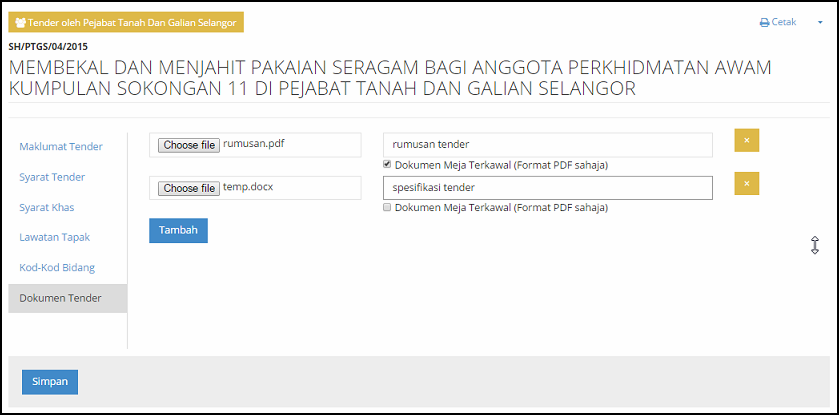 Tender oleh Pejabat Tanah Dan Galian Selangor
Cetak
SH/PTGS/04/2015
MEMBEKAL DAN MENJAHIT PAKAIAN SERAGAM BAGI ANGGOTA PERKHIDMATAN AWAM
KUMPULAN SOKONGAN 11 DI PEJABAT TANAH DAN GALIAN SELANGOR
Maklumat Tender
Syarat Tender
Syarat Khas
Lawatan Tapak
Kod-Kod Bidang
Dokumen Tender
Choose file rumusan.pdf
rumusan tender
×
Dokumen Meja Terkawal (Format PDF sahaja)
Choose file temp.docx
spesifikasi tender
×
Dokumen Meja Terkawal (Format PDF sahaja)
Tambah
Simpan